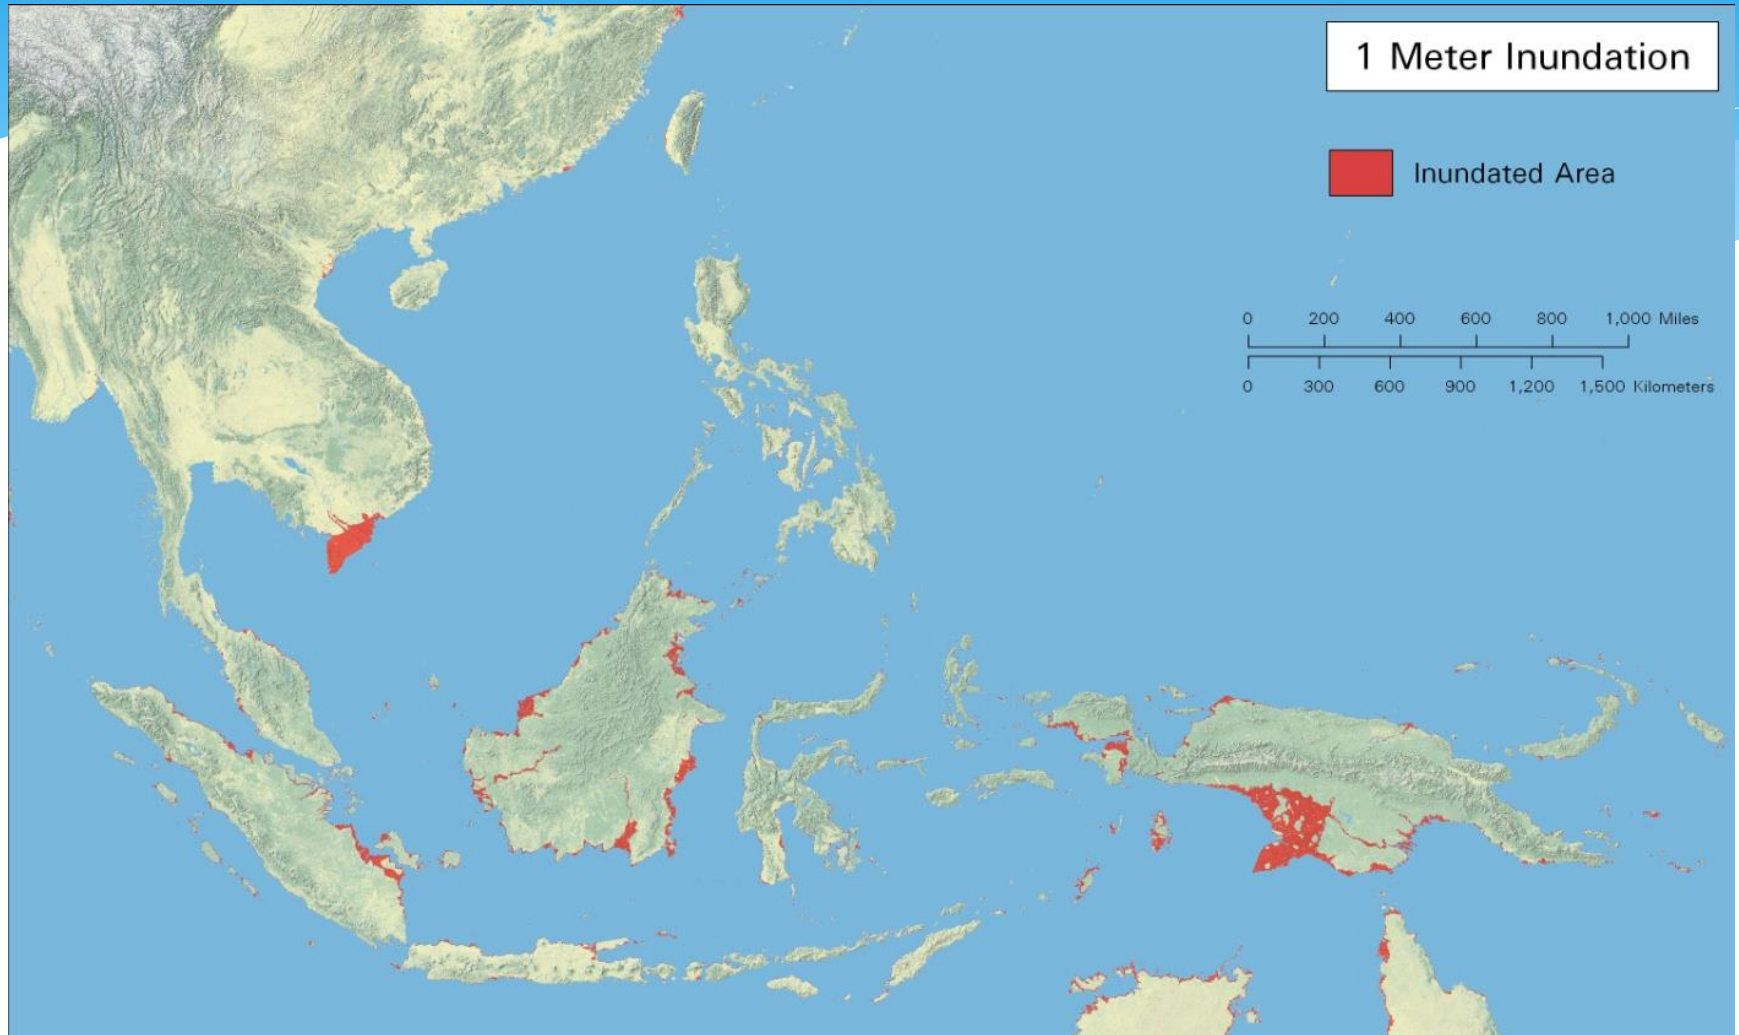 1 Meter Inundation
Inundated Area
0 200 400 600 800 1,000 Miles
0 300 600 900 1,200 1,500 Kilometers